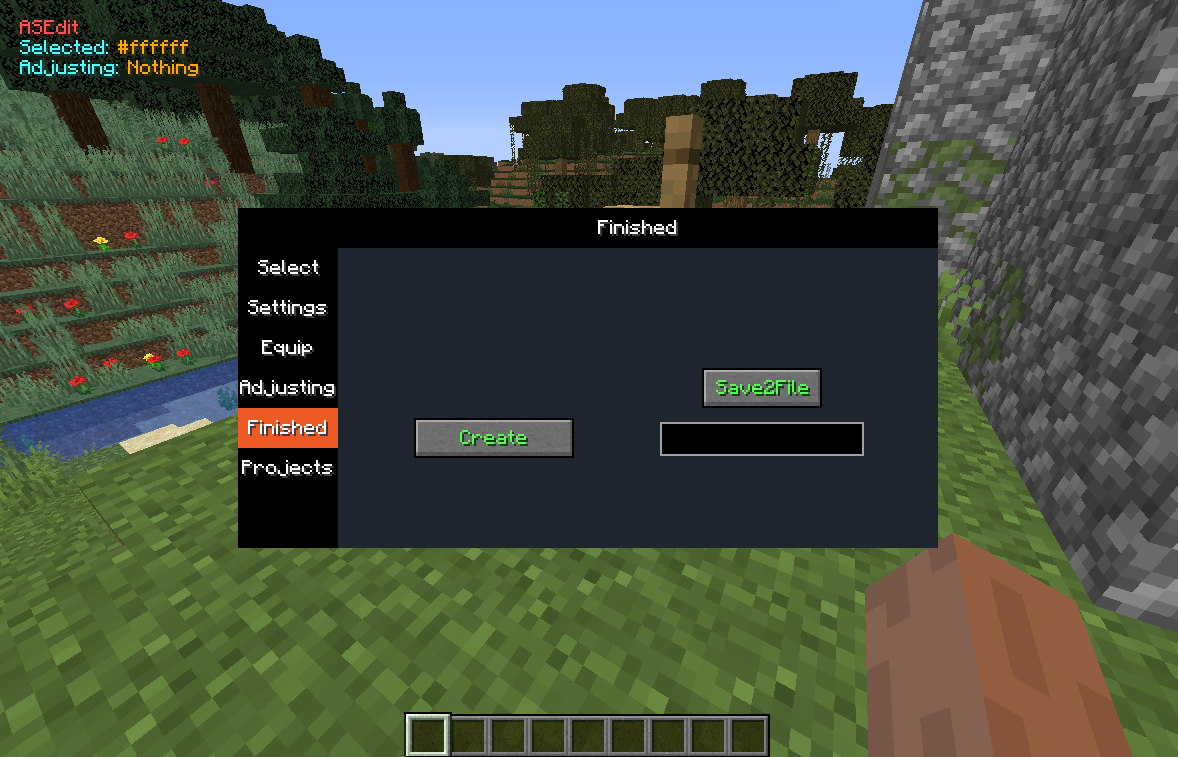 ASEdit
Selected: #ffffff
Adjusting: Nothing
Finished
Select
Settings
Equip
Adjusting
Finished
Projects
Save2File
Create